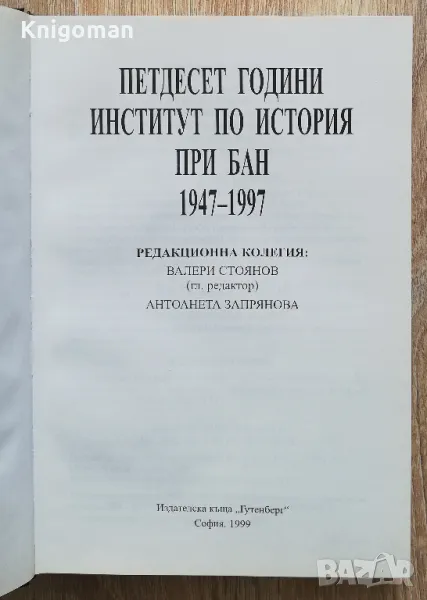 Knigoman
ПЕТДЕСЕТ ГОДИНИ
ИНСТИТУТ ПО ИСТОРИЯ
ПРИ БАН
1947–1997
РЕДАКЦИОННА КОЛЕГИЯ:
ВАЛЕРИ СТОЯНОВ
(гл. редактор)
АНТОАНЕТА ЗАПРЯНОВА
Издателска къща „Гутенберг“
София, 1999
BAZAR